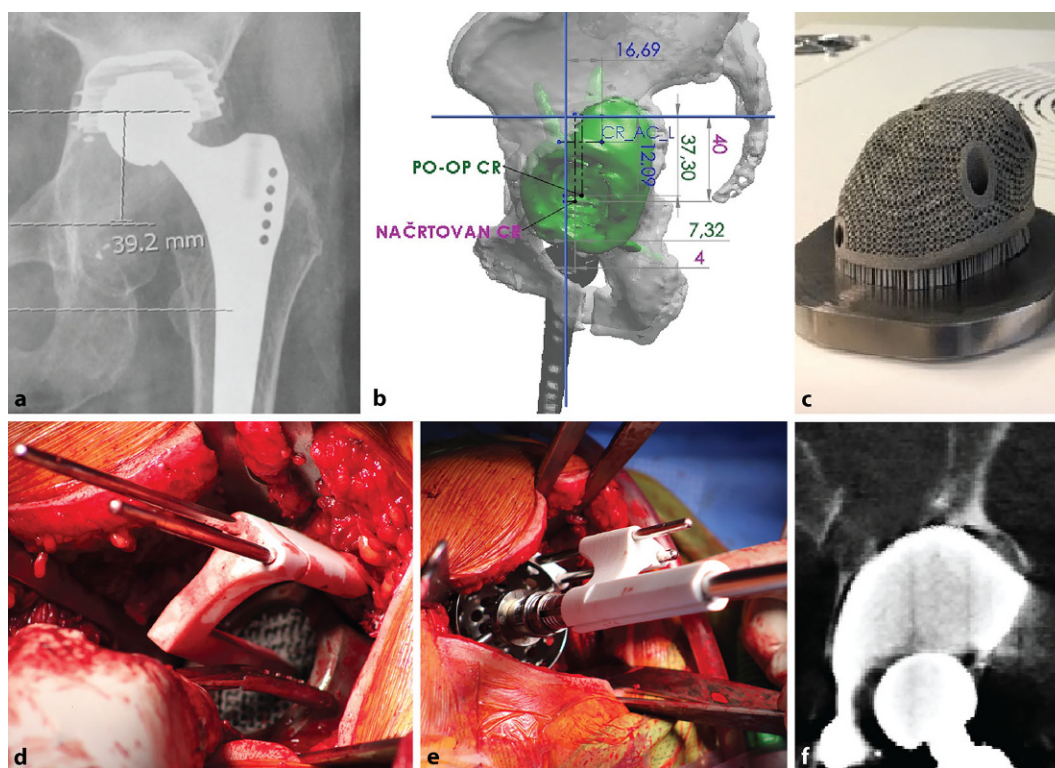 39.2 mm
a
16,69
CR_AC_L
12,09
37,30
40
PO-OP CR
NAČRTOVAN CR
7,32
4
b
c
d
e
f